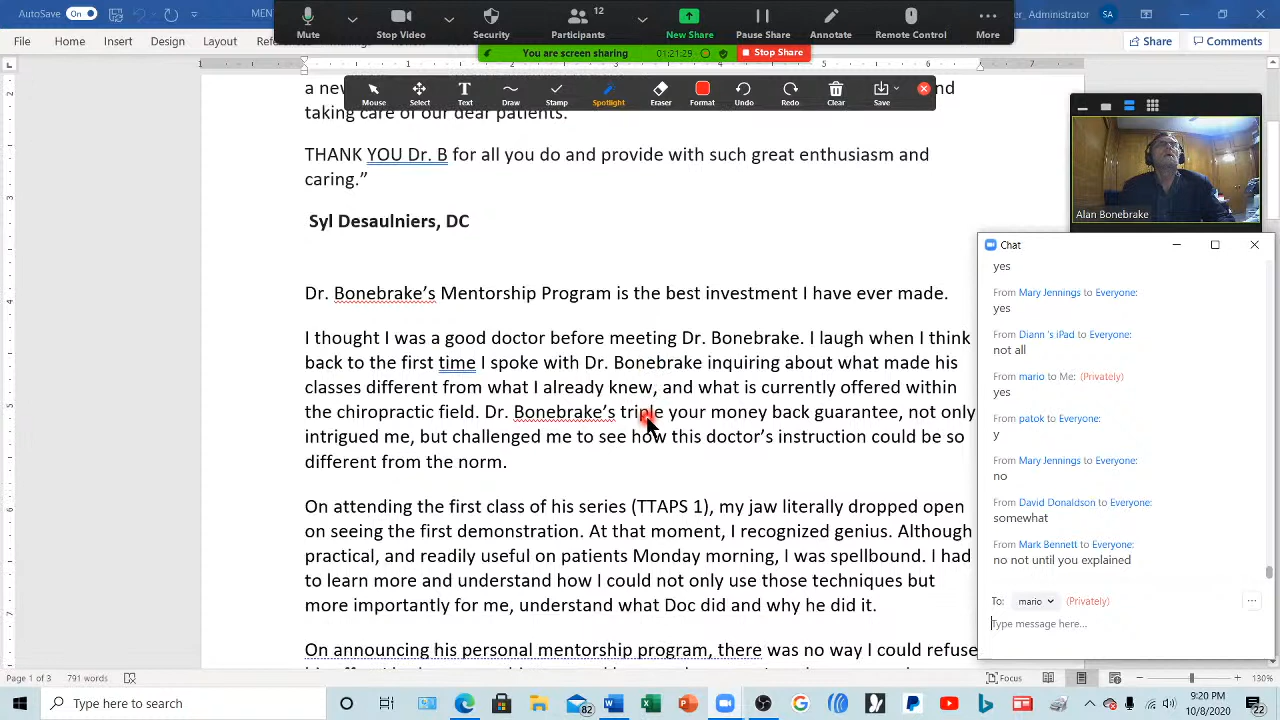 AutoSave
On
MEN
_Administrator
SA
12
Mute
Stop Video
Security
Participants
New Share
Pause Share
Annotate
Remote Control
More
You are screen sharing
01:21:29
Stop Share
File
Home
Insert
Design
Layout
Share
Comments
Mouse
Select
Text
Draw
Stamp
Spotlight
Eraser
Format
Undo
Redo
Clear
Save
a new
nd
taking care of our dear patients.
THANK YOU Dr. B for all you do and provide with such great enthusiasm and
caring.”
Syl Desaulniers, DC
Dr. Bonebrake’s Mentorship Program is the best investment I have ever made.
I thought I was a good doctor before meeting Dr. Bonebrake. I laugh when I think
back to the first time I spoke with Dr. Bonebrake inquiring about what made his
classes different from what I already knew, and what is currently offered within
the chiropractic field. Dr. Bonebrake’s triple your money back guarantee, not only
intrigued me, but challenged me to see how this doctor’s instruction could be so
different from the norm.
On attending the first class of his series (TTAPS 1), my jaw literally dropped open
on seeing the first demonstration. At that moment, I recognized genius. Although
practical, and readily useful on patients Monday morning, I was spellbound. I had
to learn more and understand how I could not only use those techniques but
more importantly for me, understand what Doc did and why he did it.
On announcing his personal mentorship program, there was no way I could refuse
Alan Bonebrake
Chat
yes
From Mary Jennings to Everyone:
yes
From Diann 's iPad to Everyone:
not all
From mario to Me: (Privately)
yes
From patok to Everyone:
y
From Mary Jennings to Everyone:
no
From David Donaldson to Everyone:
somewhat
From Mark Bennett to Everyone:
no not until you explained
To: mario (Privately)
Type message here...
Page 1 of 3
791 words
Focus
130%
Type here to search
82
10:20 PM
10/8/2020
22